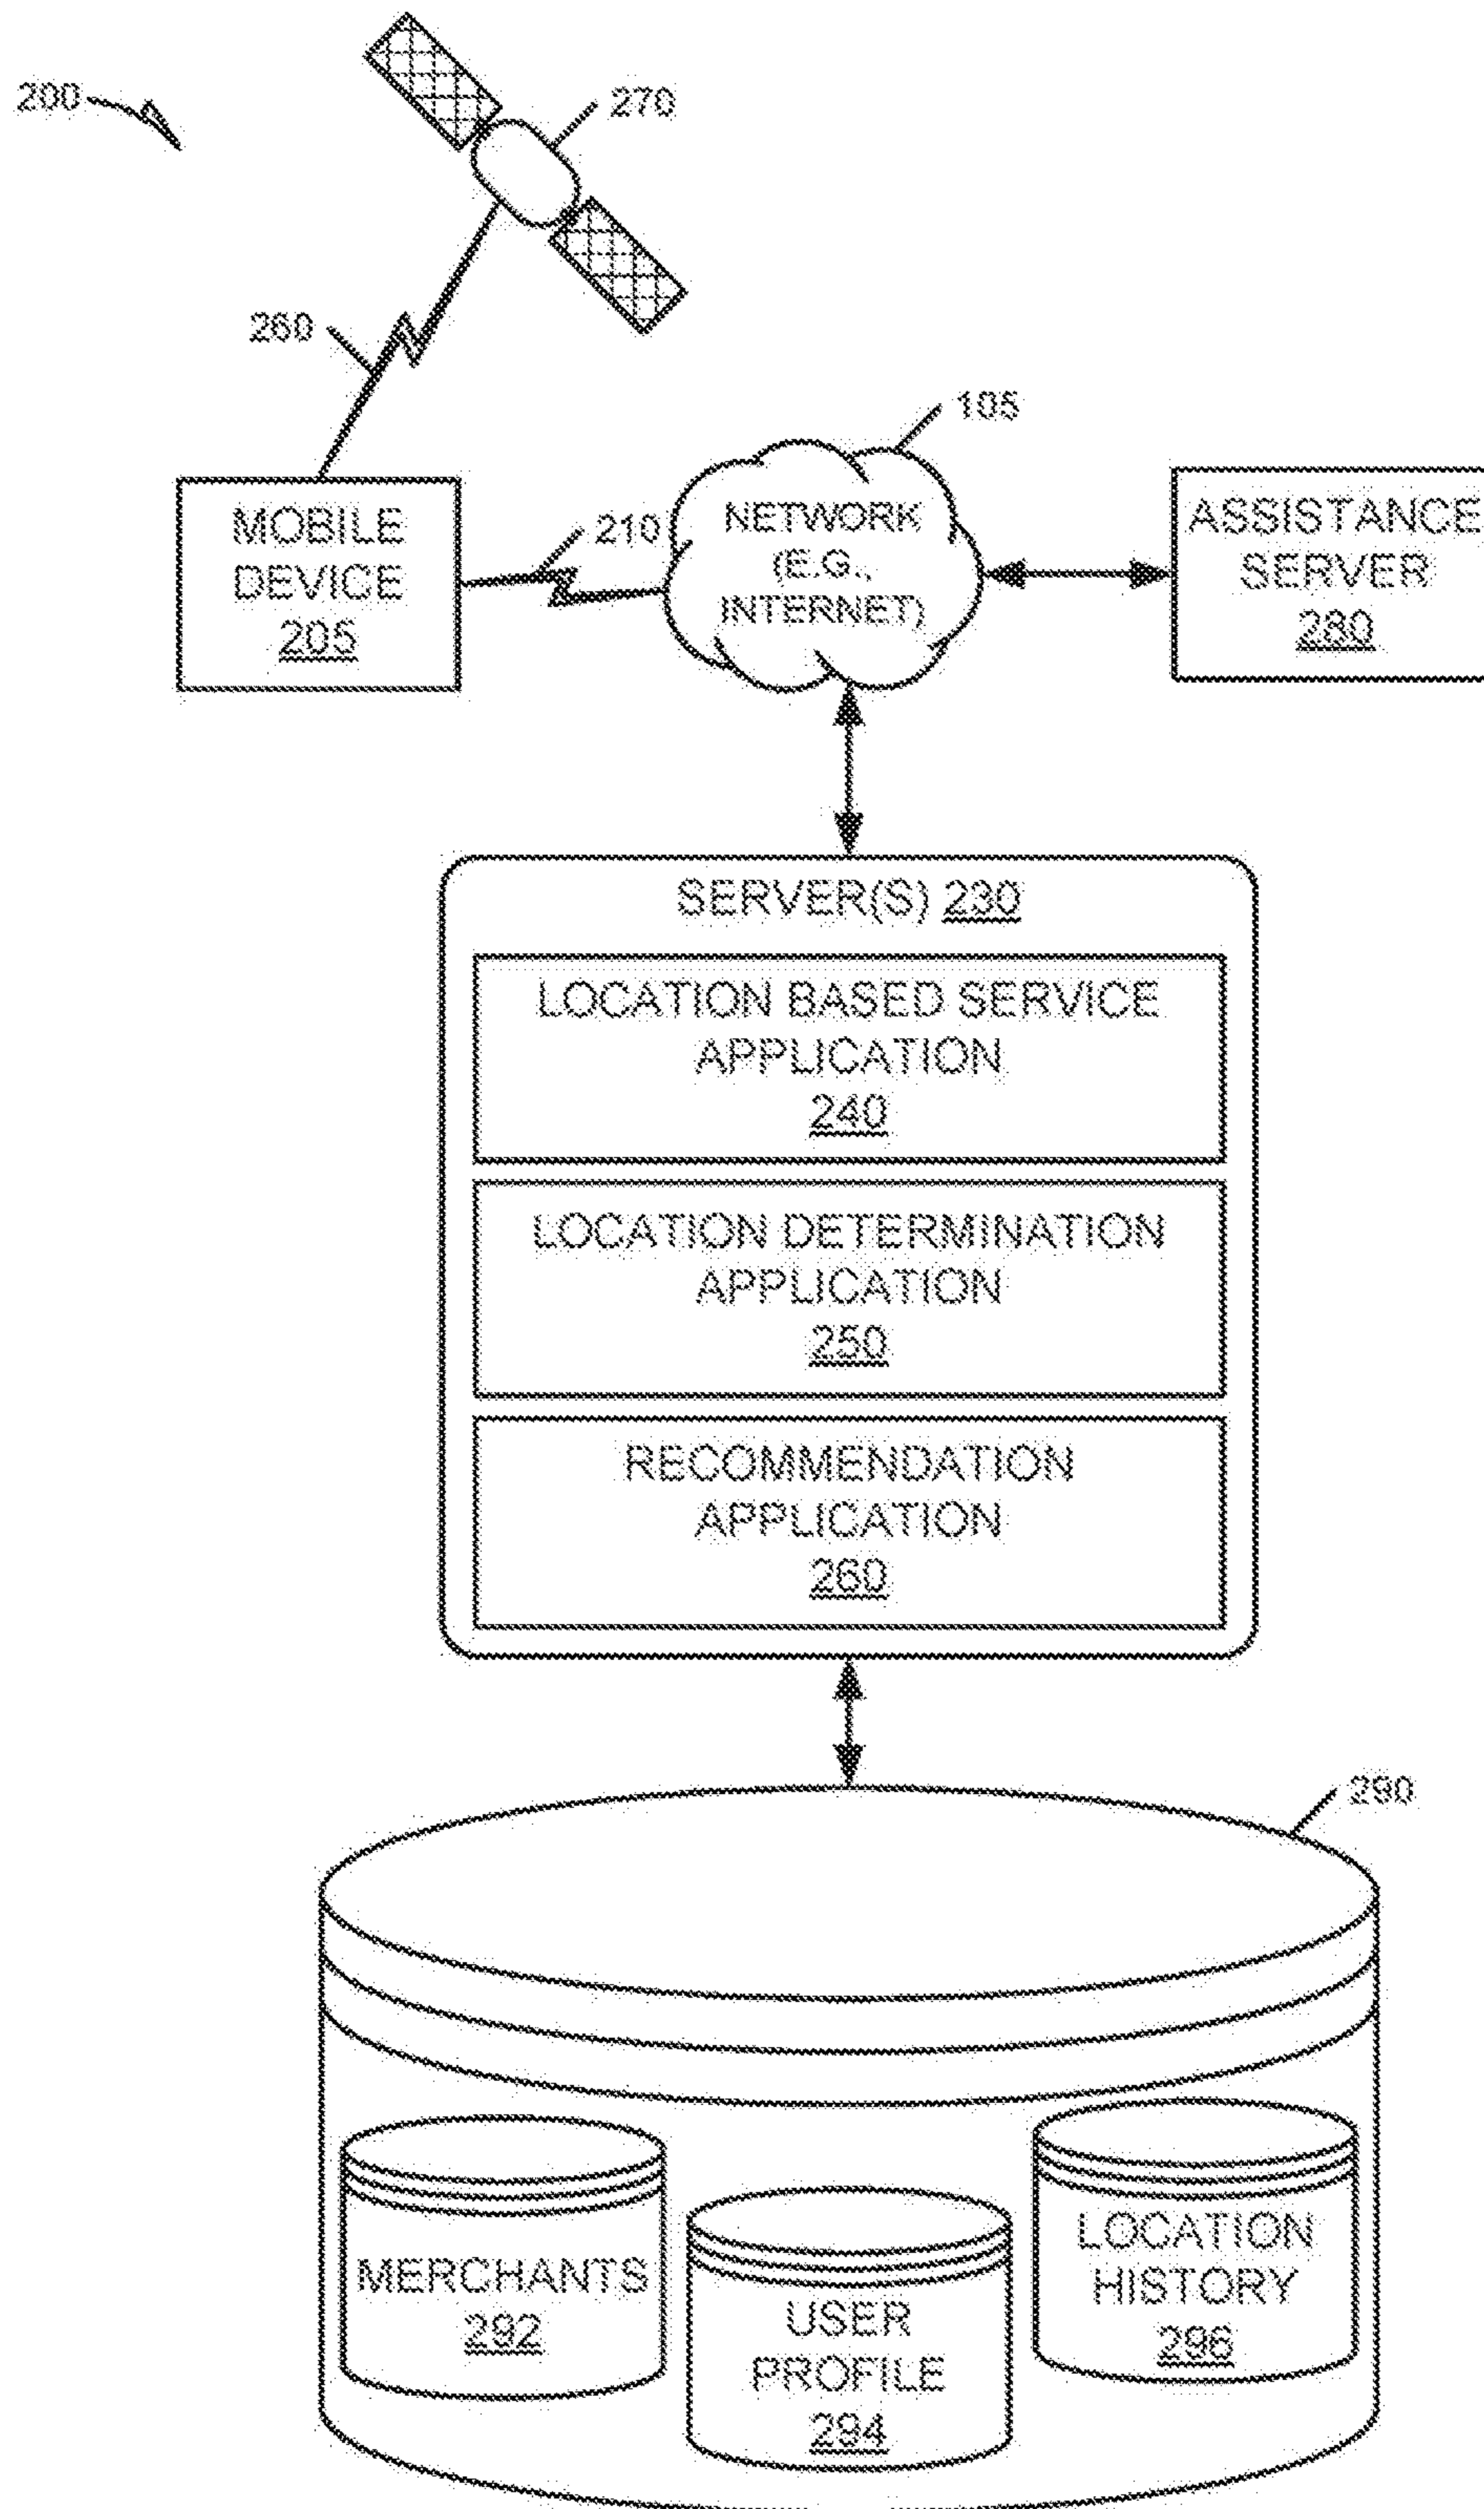 200
270
260
105
MOBILE
DEVICE
205
210
NETWORK
(E.G.,
INTERNET)
ASSISTANCE
SERVER
280
SERVER(S) 230
LOCATION BASED SERVICE
APPLICATION
240
LOCATION DETERMINATION
APPLICATION
250
RECOMMENDATION
APPLICATION
260
290
MERCHANTS
292
USER
PROFILE
294
LOCATION
HISTORY
296